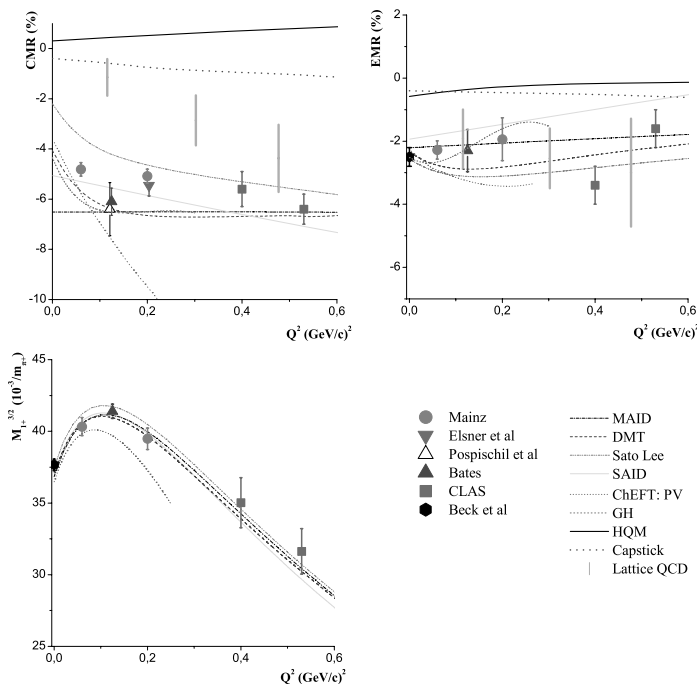 CMR (%)
0
-2
-4
-6
-8
-10
0,0 0,2 0,4 0,6
Q² (GeV/c)²
EMR (%)
2
0
-2
-4
-6
0,0 0,2 0,4 0,6
Q² (GeV/c)²
M₁₊^3/2 (10⁻³/mπ+)
45
40
35
30
25
0,0 0,2 0,4 0,6
Q² (GeV/c)²
Mainz
Elsner et al
Pospischil et al
Bates
CLAS
Beck et al
MAID
DMT
Sato Lee
SAID
ChEFT: PV
GH
HQM
Capstick
Lattice QCD